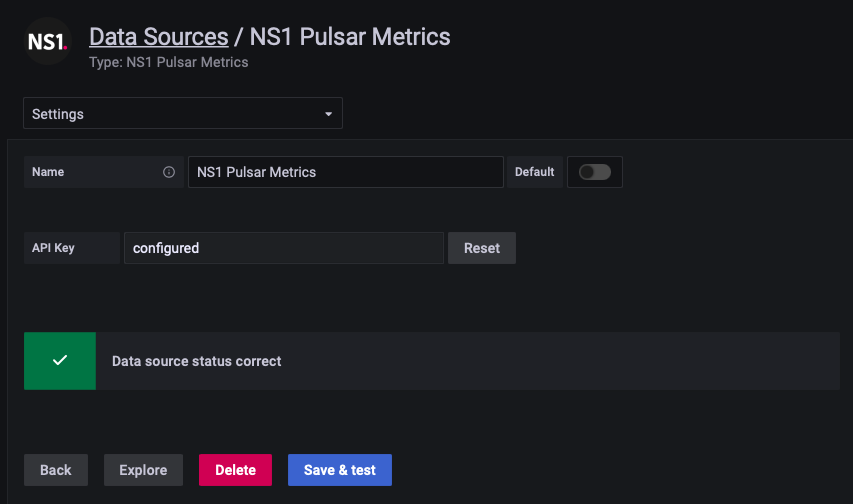 NS1.
Data Sources / NS1 Pulsar Metrics
Type: NS1 Pulsar Metrics
Settings
Name
NS1 Pulsar Metrics
Default
API Key
configured
Reset
Data source status correct
Back
Explore
Delete
Save & test